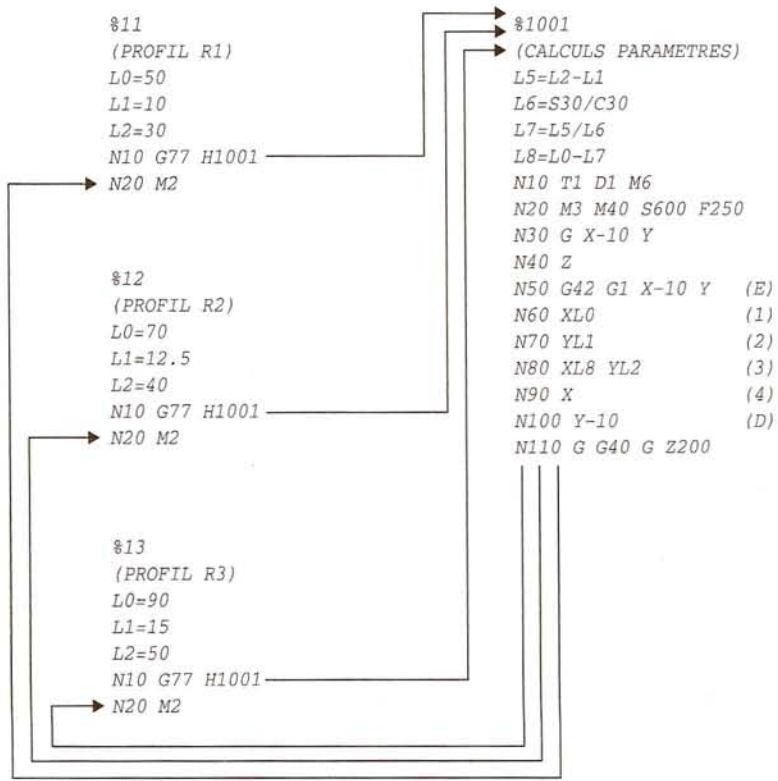 %11
(PROFIL R1)
L0=50
L1=10
L2=30
N10 G77 H1001
N20 M2
%12
(PROFIL R2)
L0=70
L1=12.5
L2=40
N10 G77 H1001
N20 M2
%13
(PROFIL R3)
L0=90
L1=15
L2=50
N10 G77 H1001
N20 M2
%1001
(CALCULS PARAMETRES)
L5=L2-L1
L6=S30/C30
L7=L5/L6
L8=L0-L7
N10 T1 D1 M6
N20 M3 M40 S600 F250
N30 G X-10 Y
N40 Z
N50 G42 G1 X-10 Y (E)
N60 XL0 (1)
N70 YL1 (2)
N80 XL8 YL2 (3)
N90 X (4)
N100 Y-10 (D)
N110 G G40 G Z200